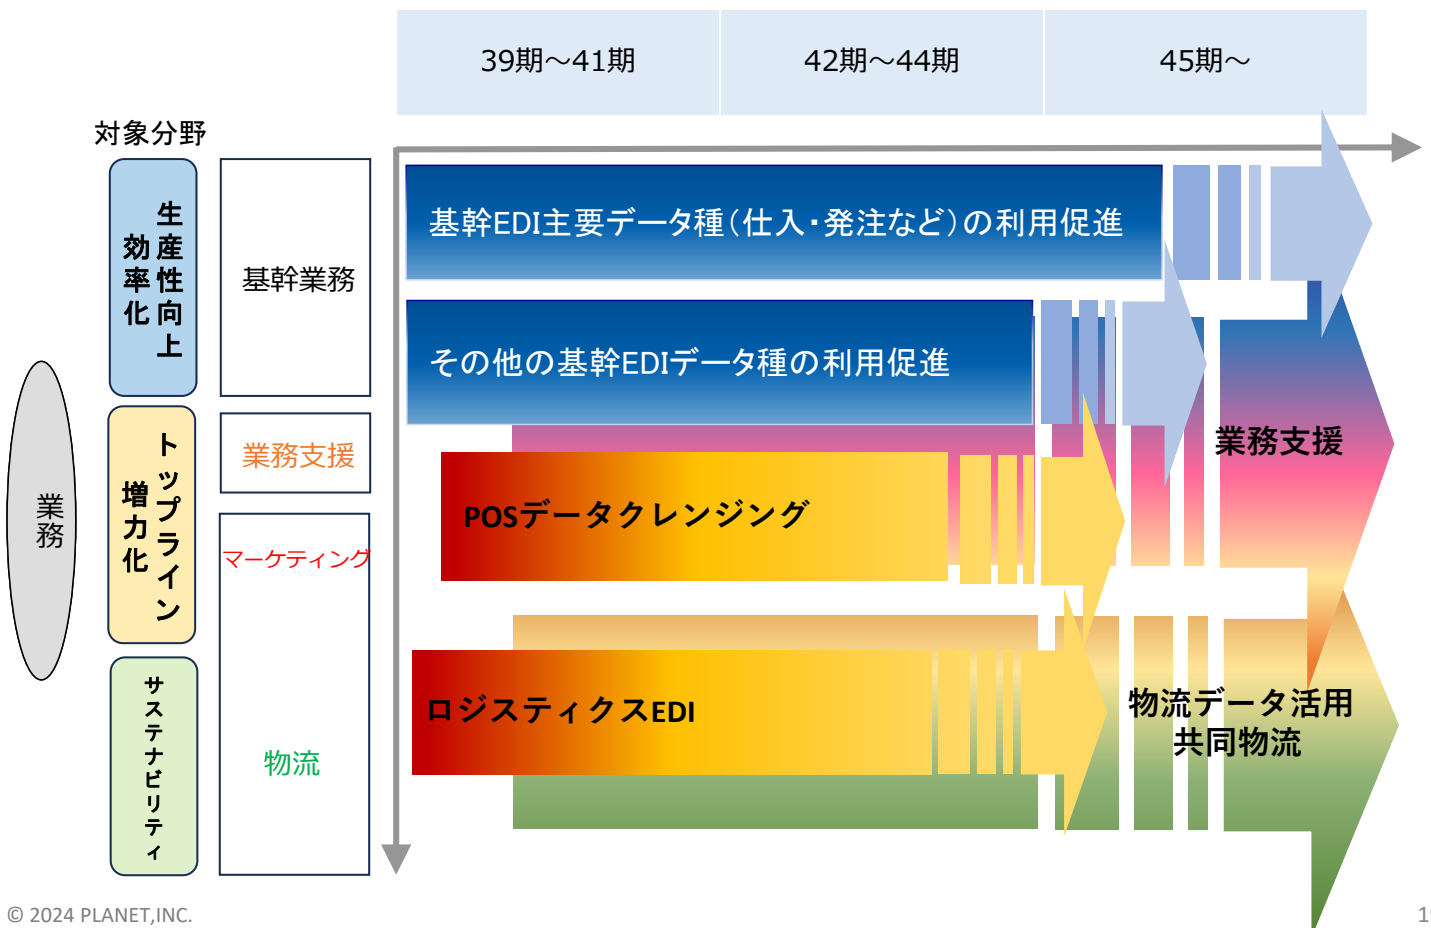 39期～41期
42期～44期
45期～
対象分野
生産性向上
効率化
基幹業務
基幹EDI主要データ種（仕入・発注など）の利用促進
その他の基幹EDIデータ種の利用促進
業務
トップライン
増力化
業務支援
業務支援
マーケティング
POSデータクレンジング
サステナビリティ
物流
ロジスティクスEDI
物流データ活用
共同物流
© 2024 PLANET,INC.